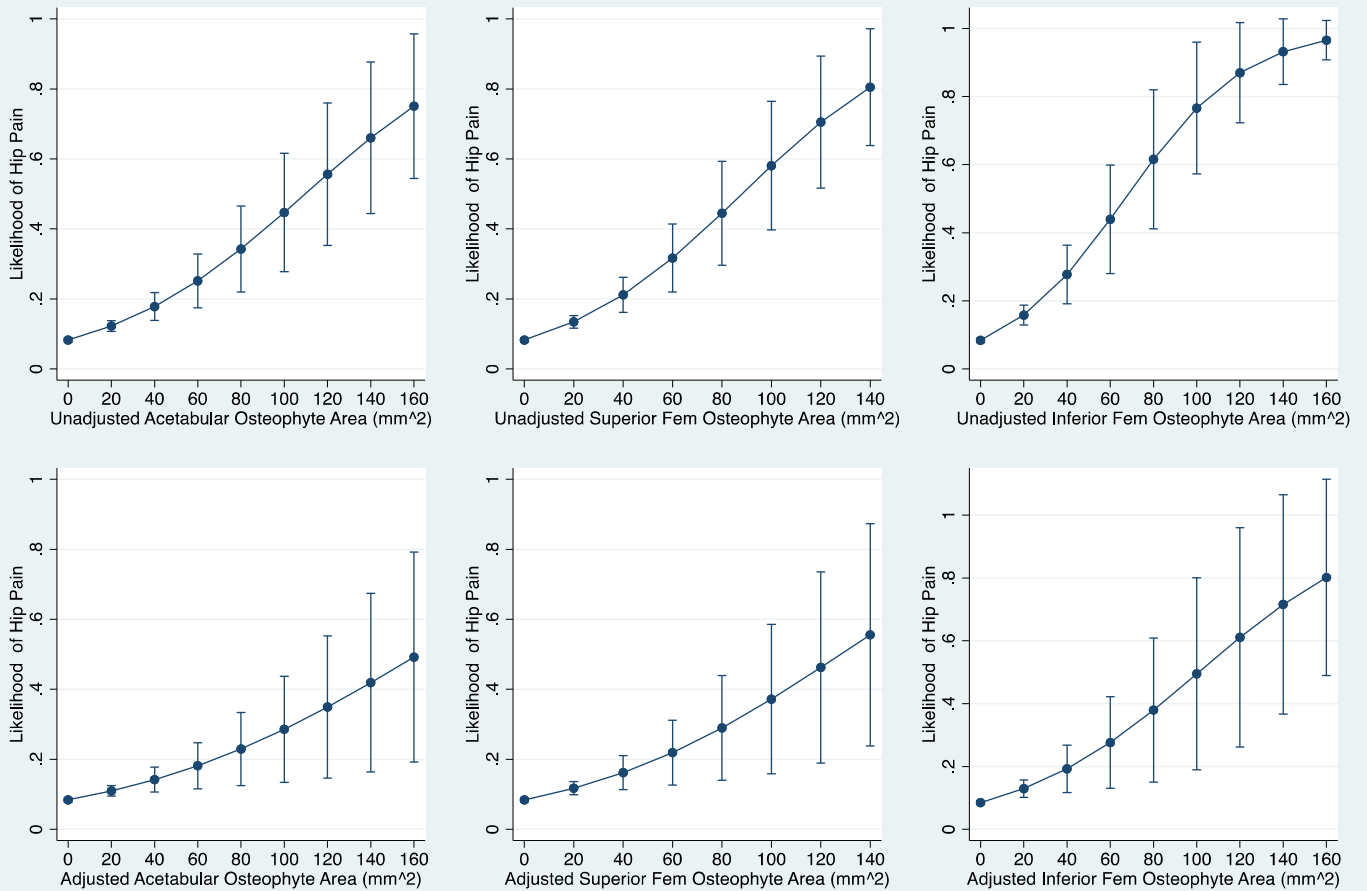 Likelihood of Hip Pain
1
.8
.6
.4
.2
0
0 20 40 60 80 100 120 140 160
Unadjusted Acetabular Osteophyte Area (mm^2)
Likelihood of Hip Pain
1
.8
.6
.4
.2
0
0 20 40 60 80 100 120 140
Unadjusted Superior Fem Osteophyte Area (mm^2)
Likelihood of Hip Pain
1
.8
.6
.4
.2
0
0 20 40 60 80 100 120 140 160
Unadjusted Inferior Fem Osteophyte Area (mm^2)
Likelihood of Hip Pain
1
.8
.6
.4
.2
0
0 20 40 60 80 100 120 140 160
Adjusted Acetabular Osteophyte Area (mm^2)
Likelihood of Hip Pain
1
.8
.6
.4
.2
0
0 20 40 60 80 100 120 140
Adjusted Superior Fem Osteophyte Area (mm^2)
Likelihood of Hip Pain
1
.8
.6
.4
.2
0
0 20 40 60 80 100 120 140 160
Adjusted Inferior Fem Osteophyte Area (mm^2)